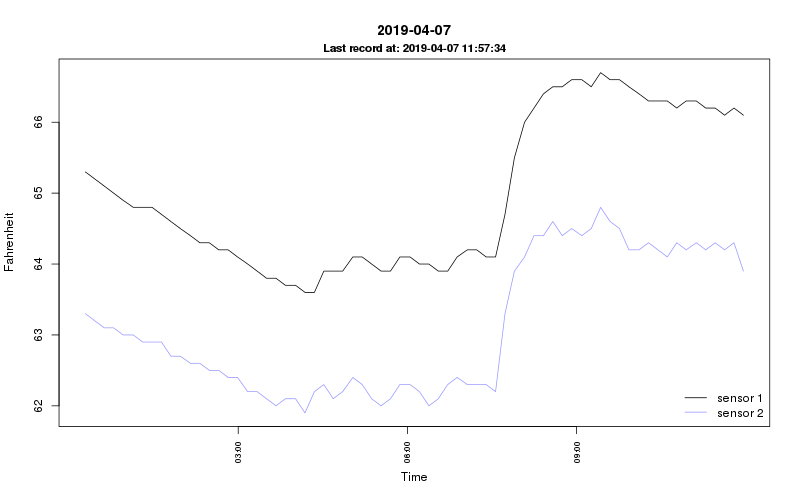 2019-04-07
Last record at: 2019-04-07 11:57:34
Fahrenheit
66
65
64
63
62
03:00
06:00
09:00
Time
sensor 1
sensor 2